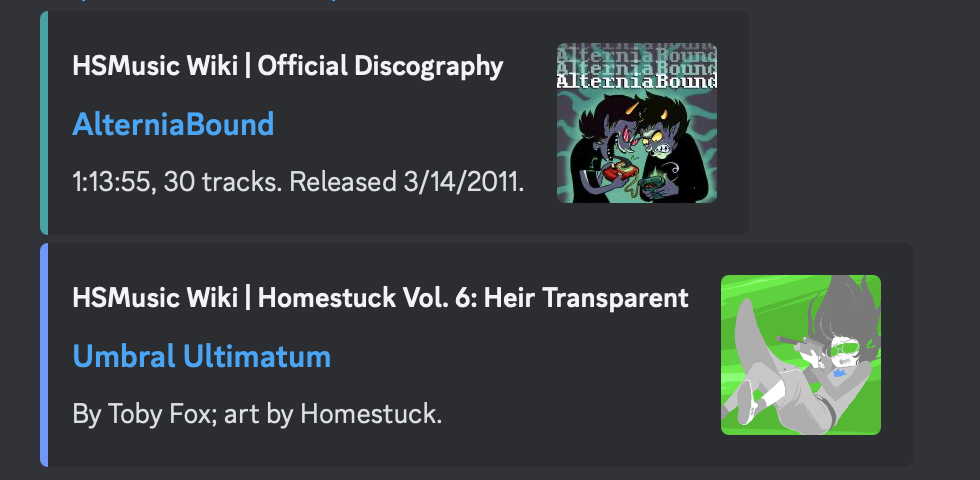 HSMusic Wiki | Official Discography
AlterniaBound
1:13:55, 30 tracks. Released 3/14/2011.
AlterniaBound
AlterniaBound
AlterniaBound
HSMusic Wiki | Homestuck Vol. 6: Heir Transparent
Umbral Ultimatum
By Toby Fox; art by Homestuck.